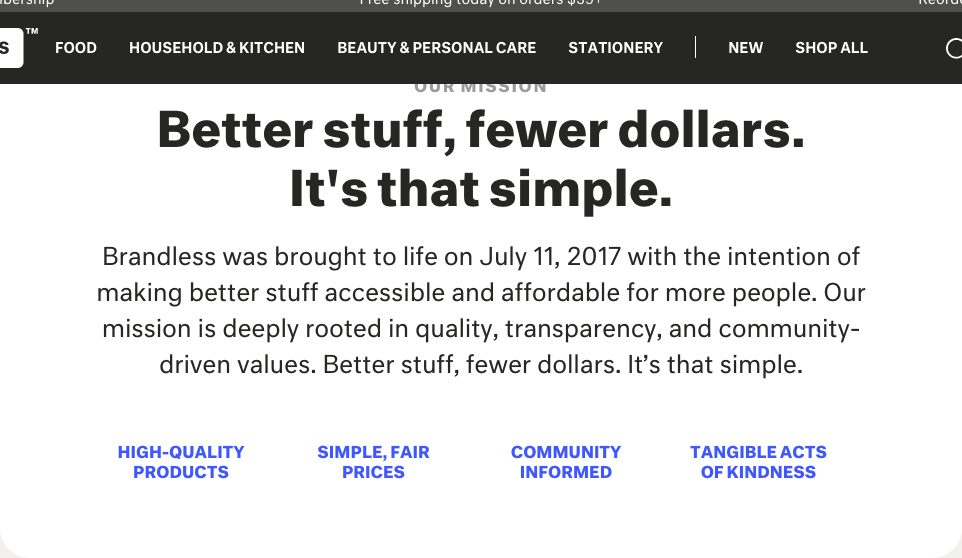 Free shipping today on orders $39+
S ™
FOOD HOUSEHOLD & KITCHEN BEAUTY & PERSONAL CARE STATIONERY NEW SHOP ALL
OUR MISSION
Better stuff, fewer dollars.
It's that simple.
Brandless was brought to life on July 11, 2017 with the intention of
making better stuff accessible and affordable for more people. Our
mission is deeply rooted in quality, transparency, and community-
driven values. Better stuff, fewer dollars. It’s that simple.
HIGH-QUALITY
PRODUCTS
SIMPLE, FAIR
PRICES
COMMUNITY
INFORMED
TANGIBLE ACTS
OF KINDNESS